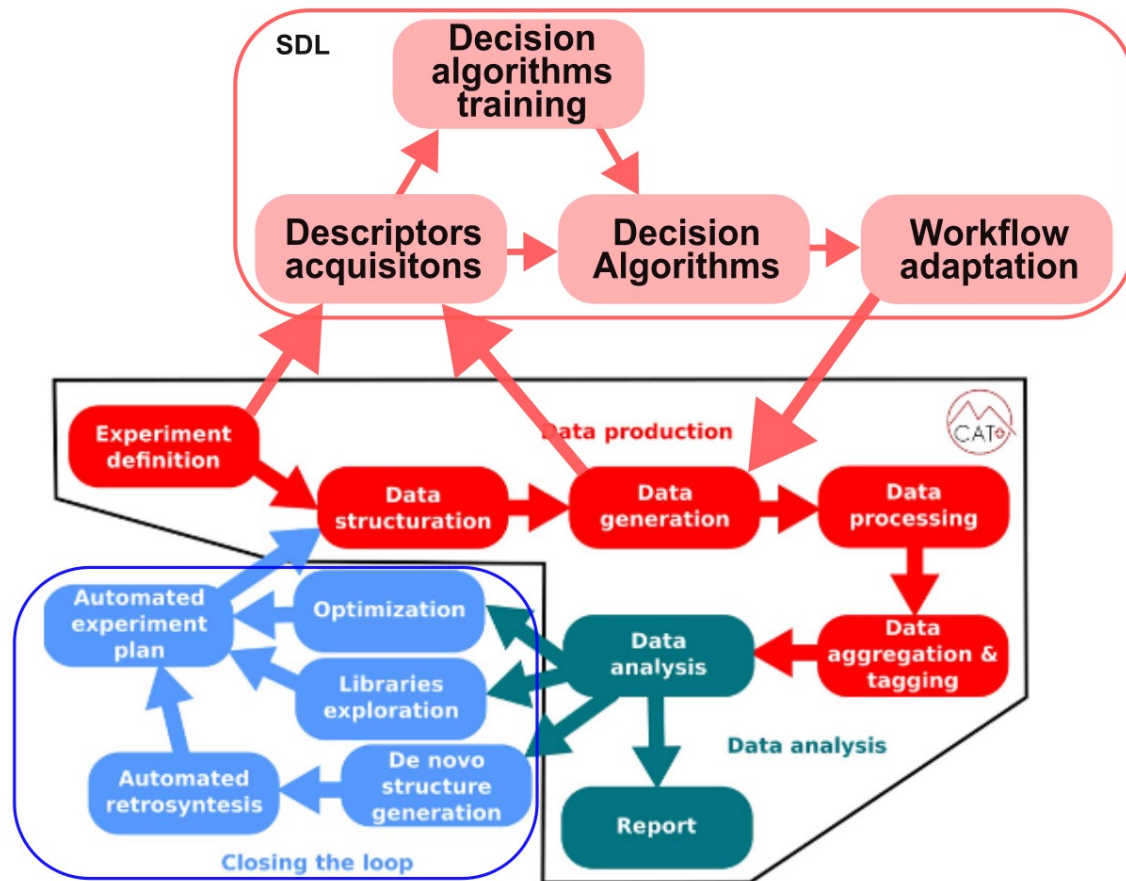 SDL
Decision
algorithms
training
Descriptors
acquisitons
Decision
Algorithms
Workflow
adaptation
Data production
CAT
Experiment
definition
Data
structuration
Data
generation
Data
processing
Automated
experiment
plan
Optimization
Data
analysis
Data
aggregation &
tagging
Libraries
exploration
Data analysis
Automated
retrosyntesis
De novo
structure
generation
Report
Closing the loop